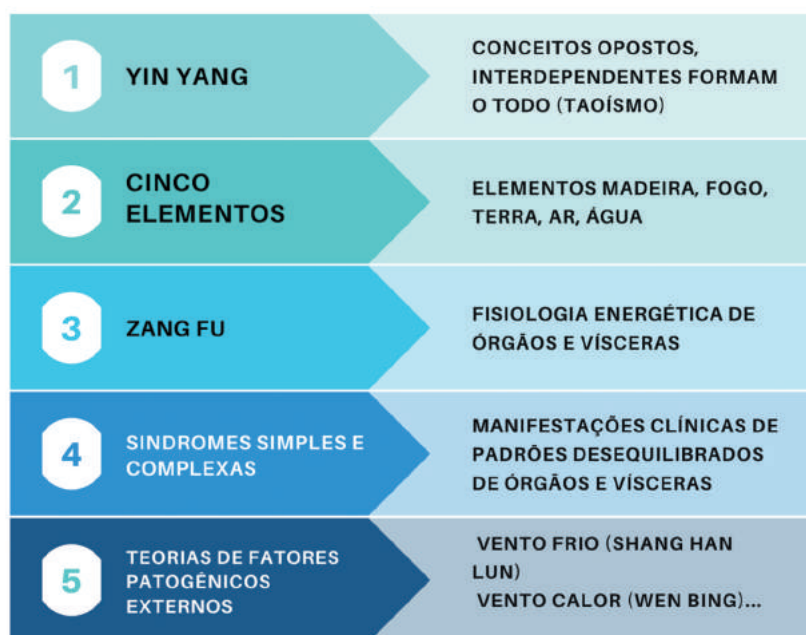 1
YIN YANG
CONCEITOS OPOSTOS,
INTERDEPENDENTES FORMAM
O TODO (TAOÍSMO)
2
CINCO
ELEMENTOS
ELEMENTOS MADEIRA, FOGO,
TERRA, AR, ÁGUA
3
ZANG FU
FISIOLOGIA ENERGÉTICA DE
ÓRGÃOS E VÍSCERAS
4
SINDROMES SIMPLES E
COMPLEXAS
MANIFESTAÇÕES CLÍNICAS DE
PADRÕES DESEQUILIBRADOS
DE ÓRGÃOS E VÍSCERAS
5
TEORIAS DE FATORES
PATOGÊNICOS
EXTERNOS
VENTO FRIO (SHANG HAN
LUN)
VENTO CALOR (WEN BING)...